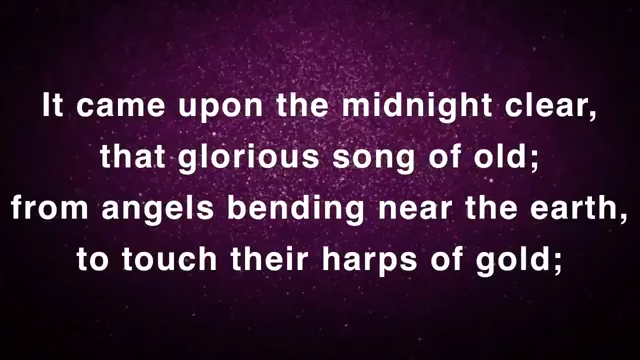 It came upon the midnight clear,
that glorious song of old;
from angels bending near the earth,
to touch their harps of gold;